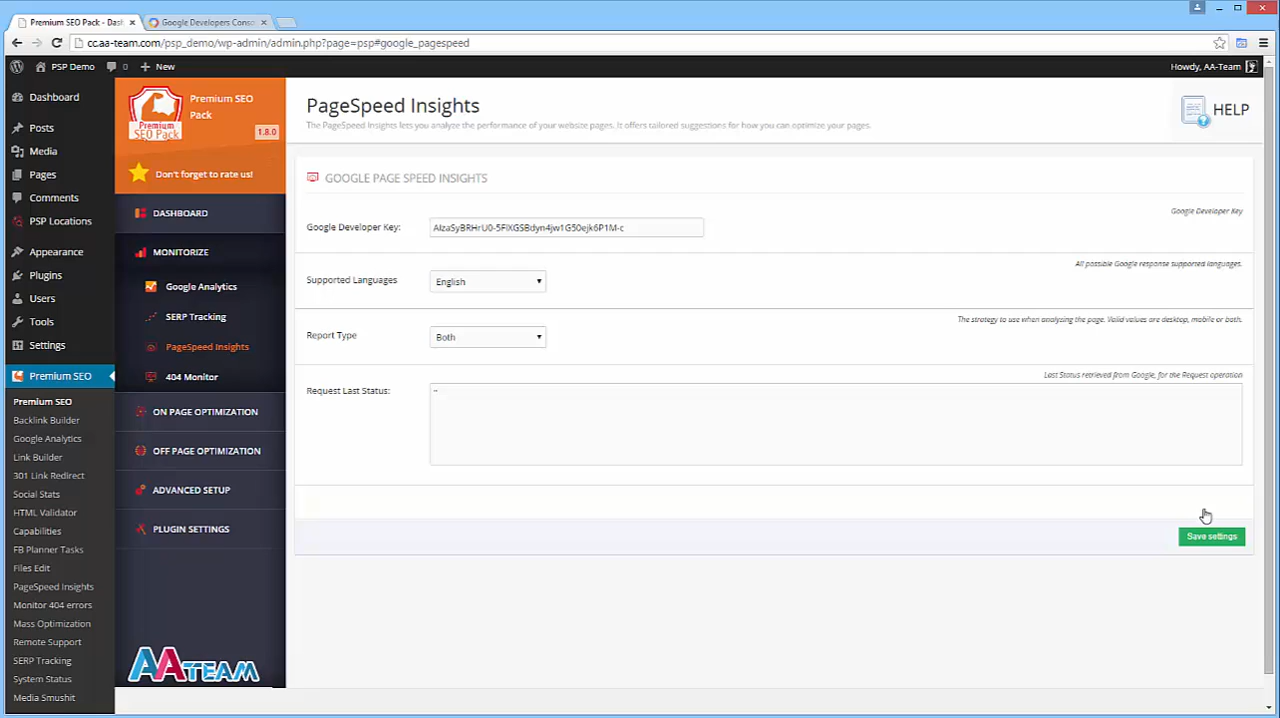 Premium SEO Pack - Dash
Google Developers Conso
cc.aa-team.com/psp_demo/wp-admin/admin.php?page=psp#google_pagespeed
PSP Demo 0 + New
Howdy, AA-Team
Dashboard
Posts
Media
Pages
Comments
PSP Locations
Appearance
Plugins
Users
Tools
Settings
Premium SEO
Premium SEO
Backlink Builder
Google Analytics
Link Builder
301 Link Redirect
Social Stats
HTML Validator
Capabilities
FB Planner Tasks
Files Edit
PageSpeed Insights
Monitor 404 errors
Mass Optimization
Remote Support
SERP Tracking
System Status
Media Smushit
Premium
SEO PACK
Premium SEO
Pack
1.8.0
Don't forget to rate us!
DASHBOARD
MONITORIZE
Google Analytics
SERP Tracking
PageSpeed Insights
404 Monitor
ON PAGE OPTIMIZATION
OFF PAGE OPTIMIZATION
ADVANCED SETUP
PLUGIN SETTINGS
AATEAM
PageSpeed Insights
The PageSpeed Insights lets you analyze the performance of your website pages. It offers tailored suggestions for how you can optimize your pages.
HELP
GOOGLE PAGE SPEED INSIGHTS
Google Developer Key
Google Developer Key:
All possible Google response supported languages.
Supported Languages English
The strategy to use when analysing the page. Valid values are desktop, mobile or both.
Report Type Both
Last Status retrieved from Google, for the Request operation
Request Last Status:
Save settings